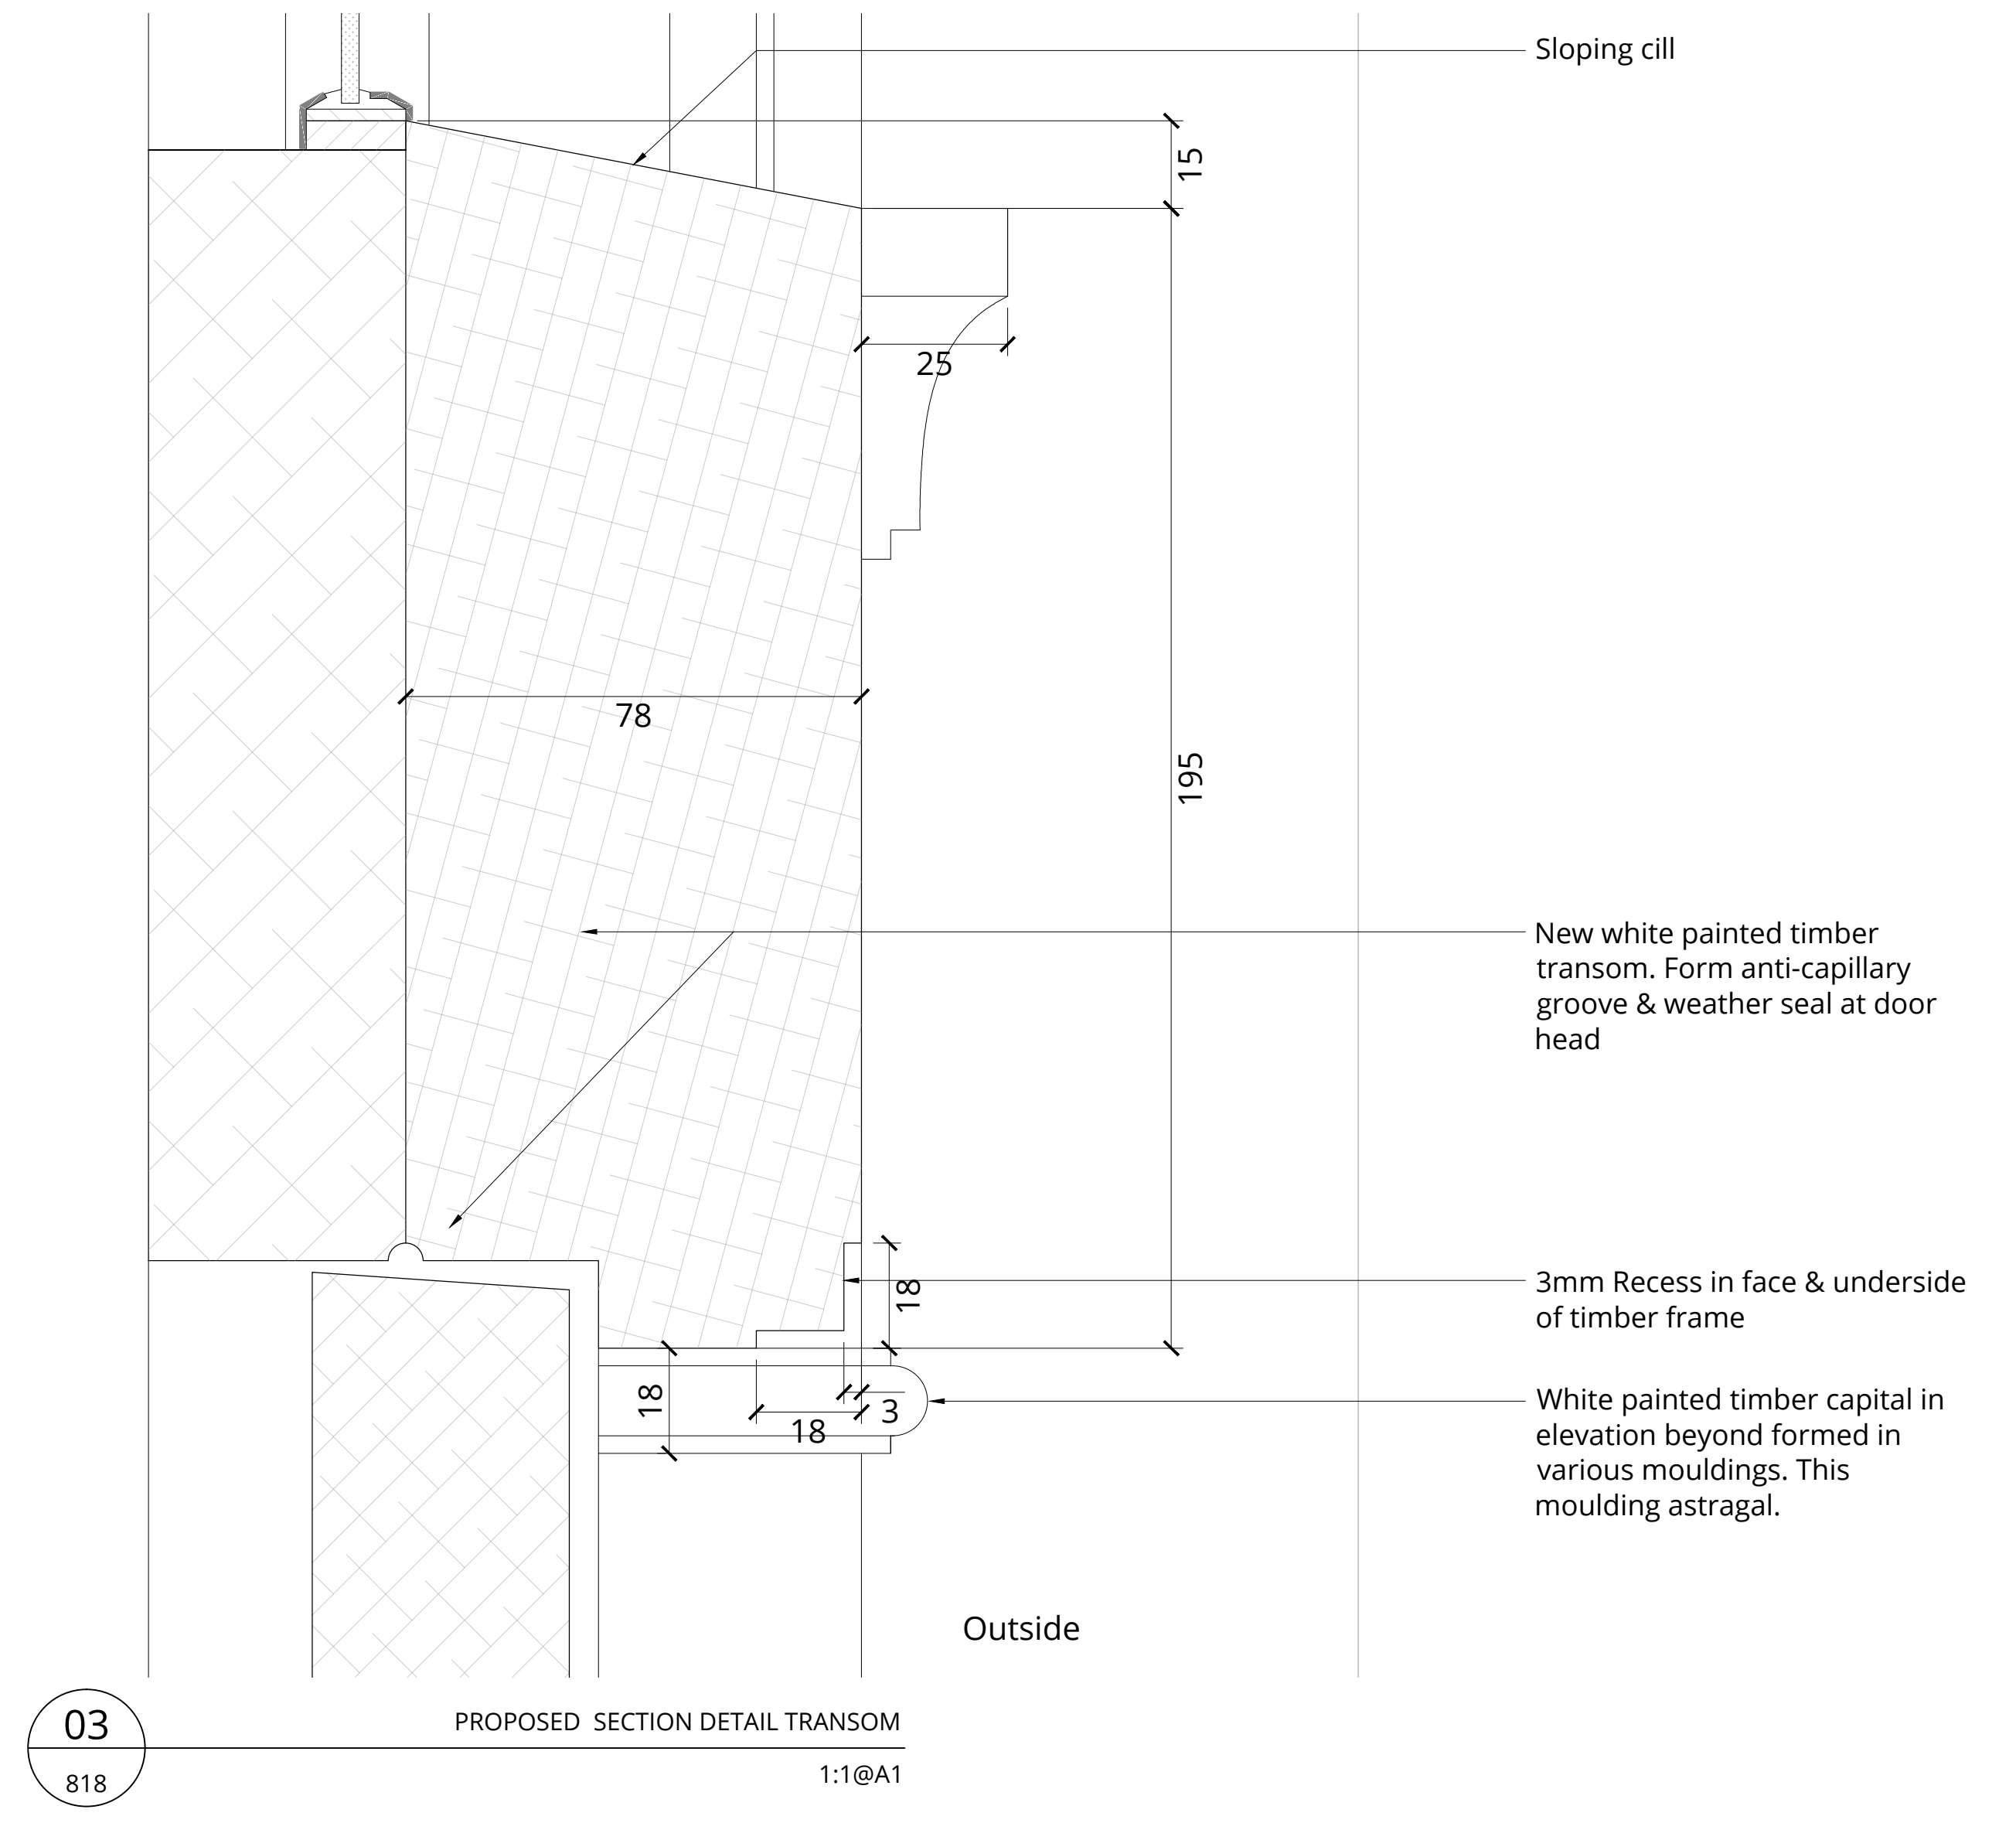 Sloping cill
15
25
78
195
New white painted timber
transom. Form anti-capillary
groove & weather seal at door
head
18
3mm Recess in face & underside
of timber frame
18
3
18
White painted timber capital in
elevation beyond formed in
various mouldings. This
moulding astragal.
Outside
03
PROPOSED SECTION DETAIL TRANSOM
818
1:1@A1